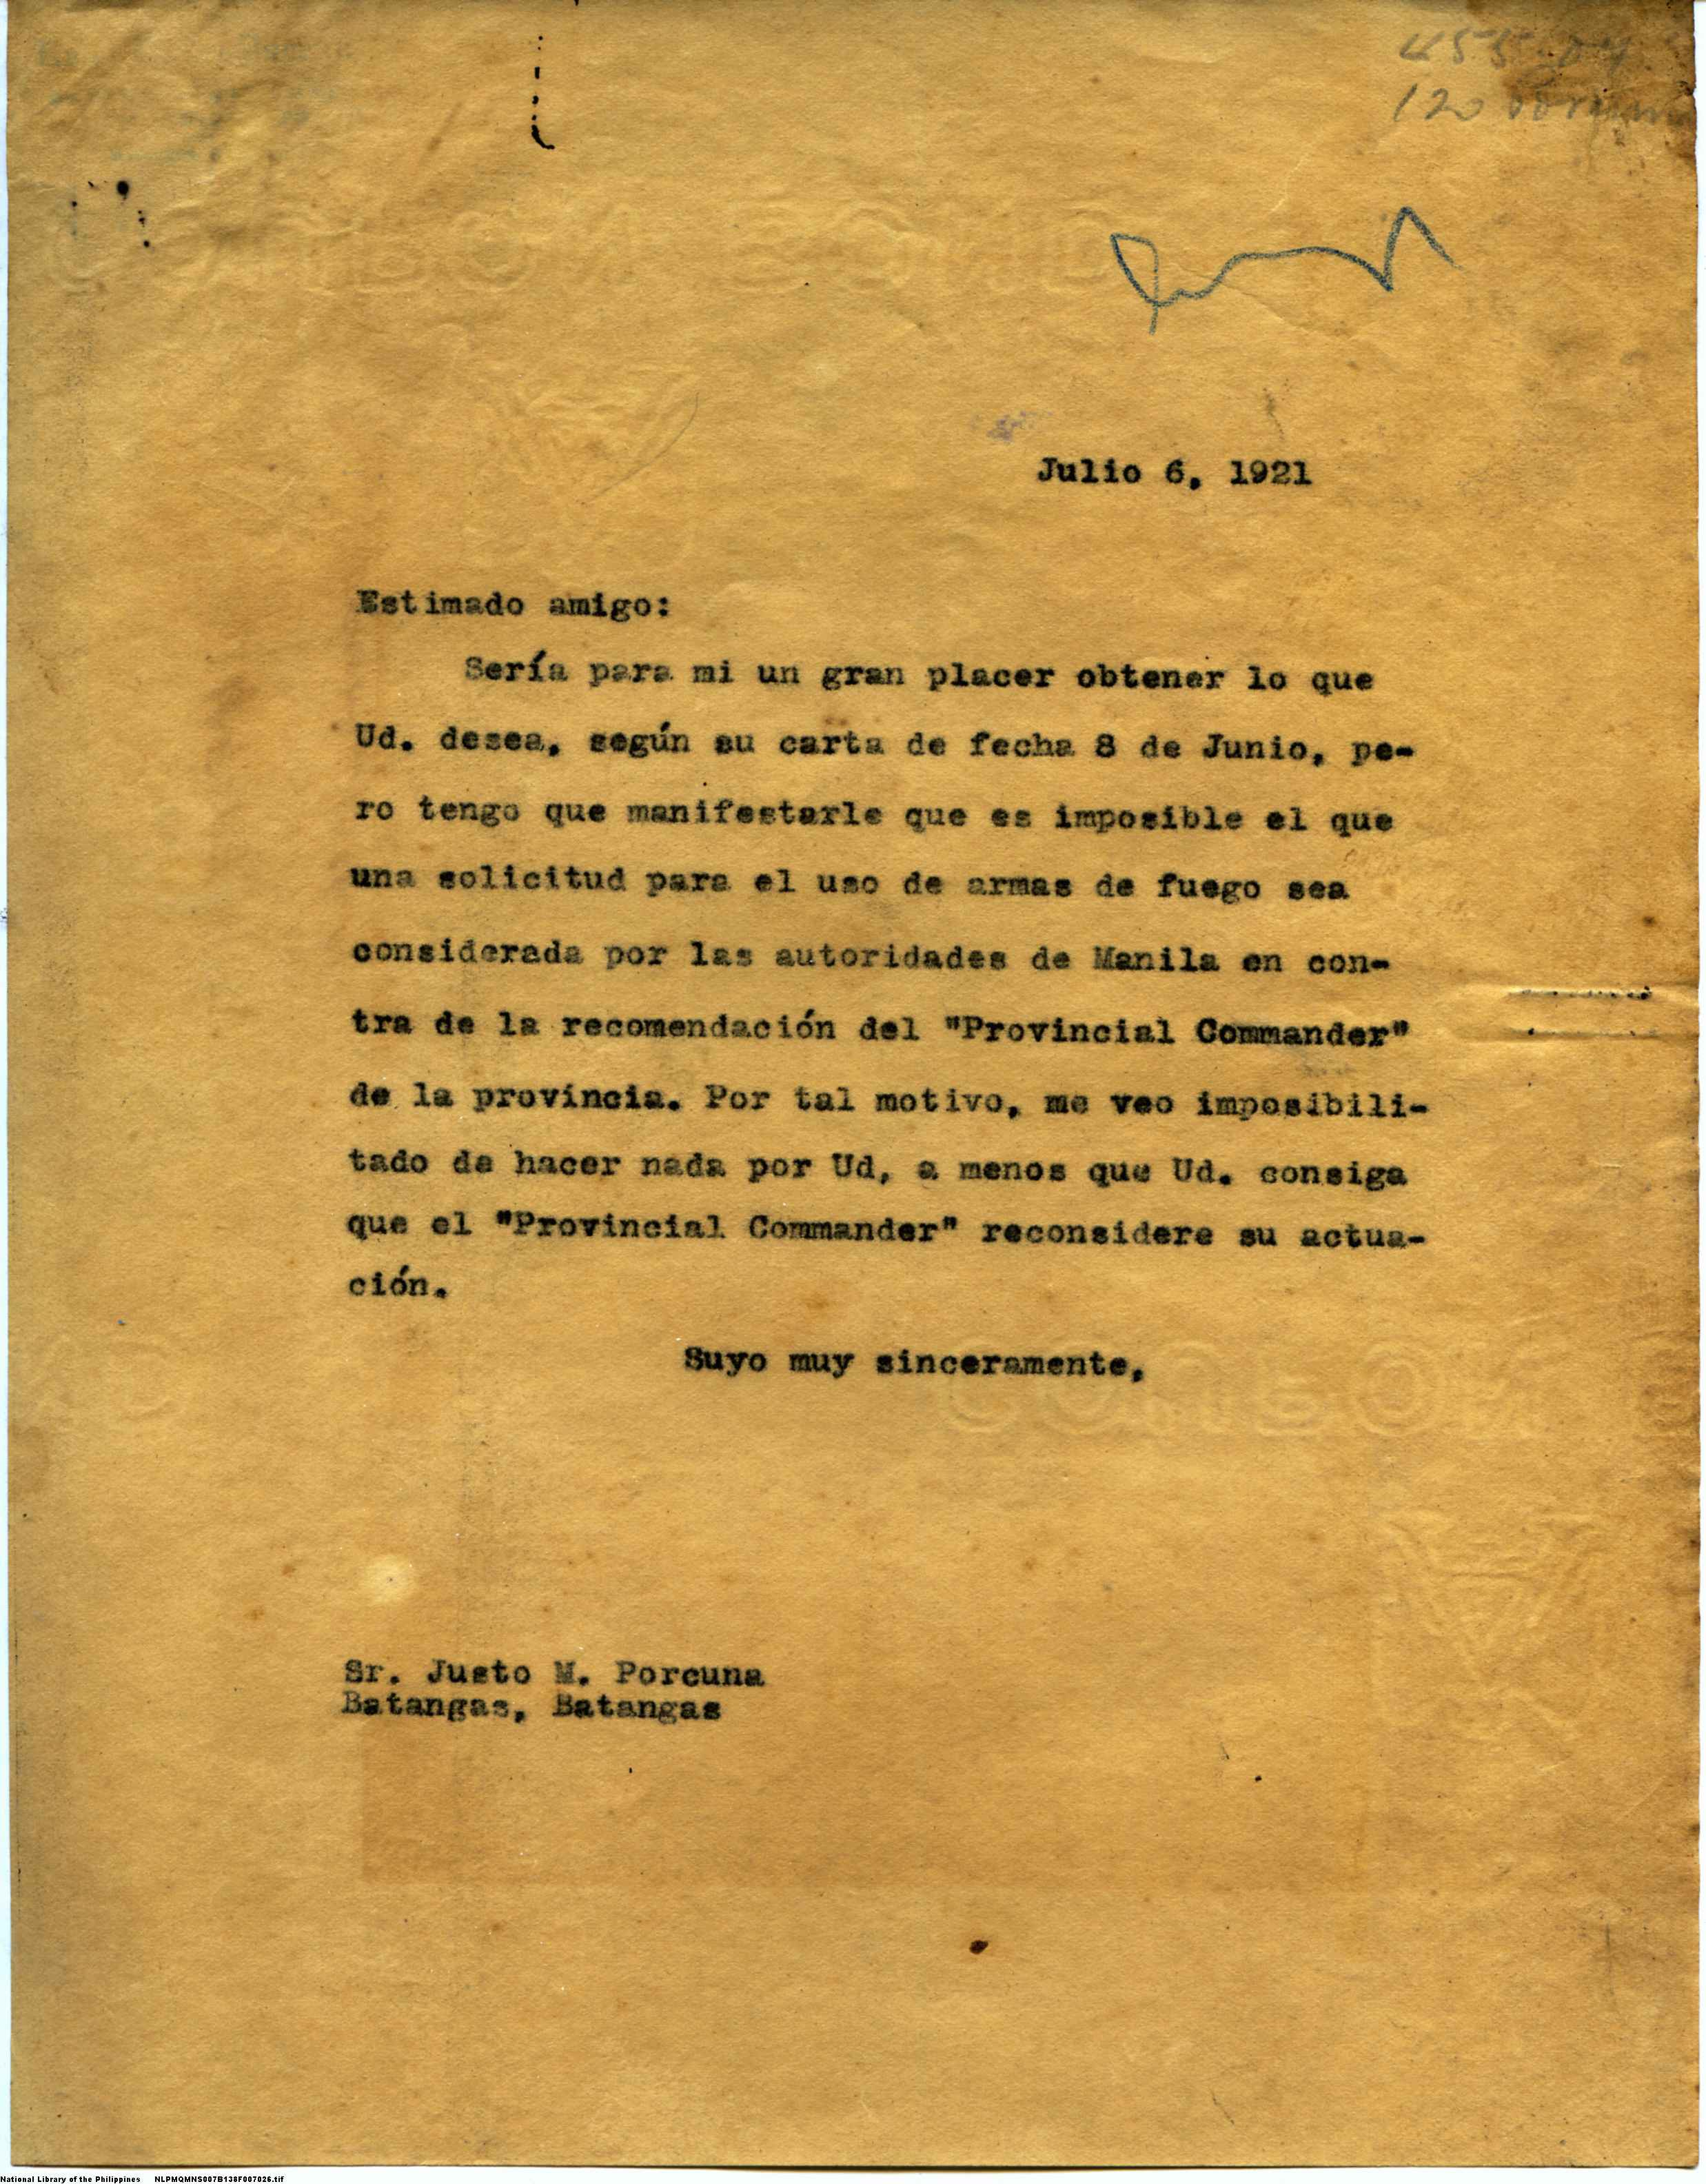 Julio 6, 1921
Estimado amigo:
Sería para mi un gran placer obtener lo que
Ud. desea, según su carta de fecha 8 de Junio, pe-
ro tengo que manifestarle que es imposible el que
una solicitud para el uso de armas de fuego sea
considerada por las autoridades de Manila en con-
tra de la recomendación del "Provincial Commander"
de la provincia. Por tal motivo, me veo imposibili-
tado de hacer nada por Ud, a menos que Ud. consiga
que el "Provincial Commander" reconsidere su actua-
ción.
Suyo muy sinceramente,
Sr. Justo M. Porcuna
Batangas, Batangas
National Library of the Philippines NLPMQMNS007B138F007026.tif